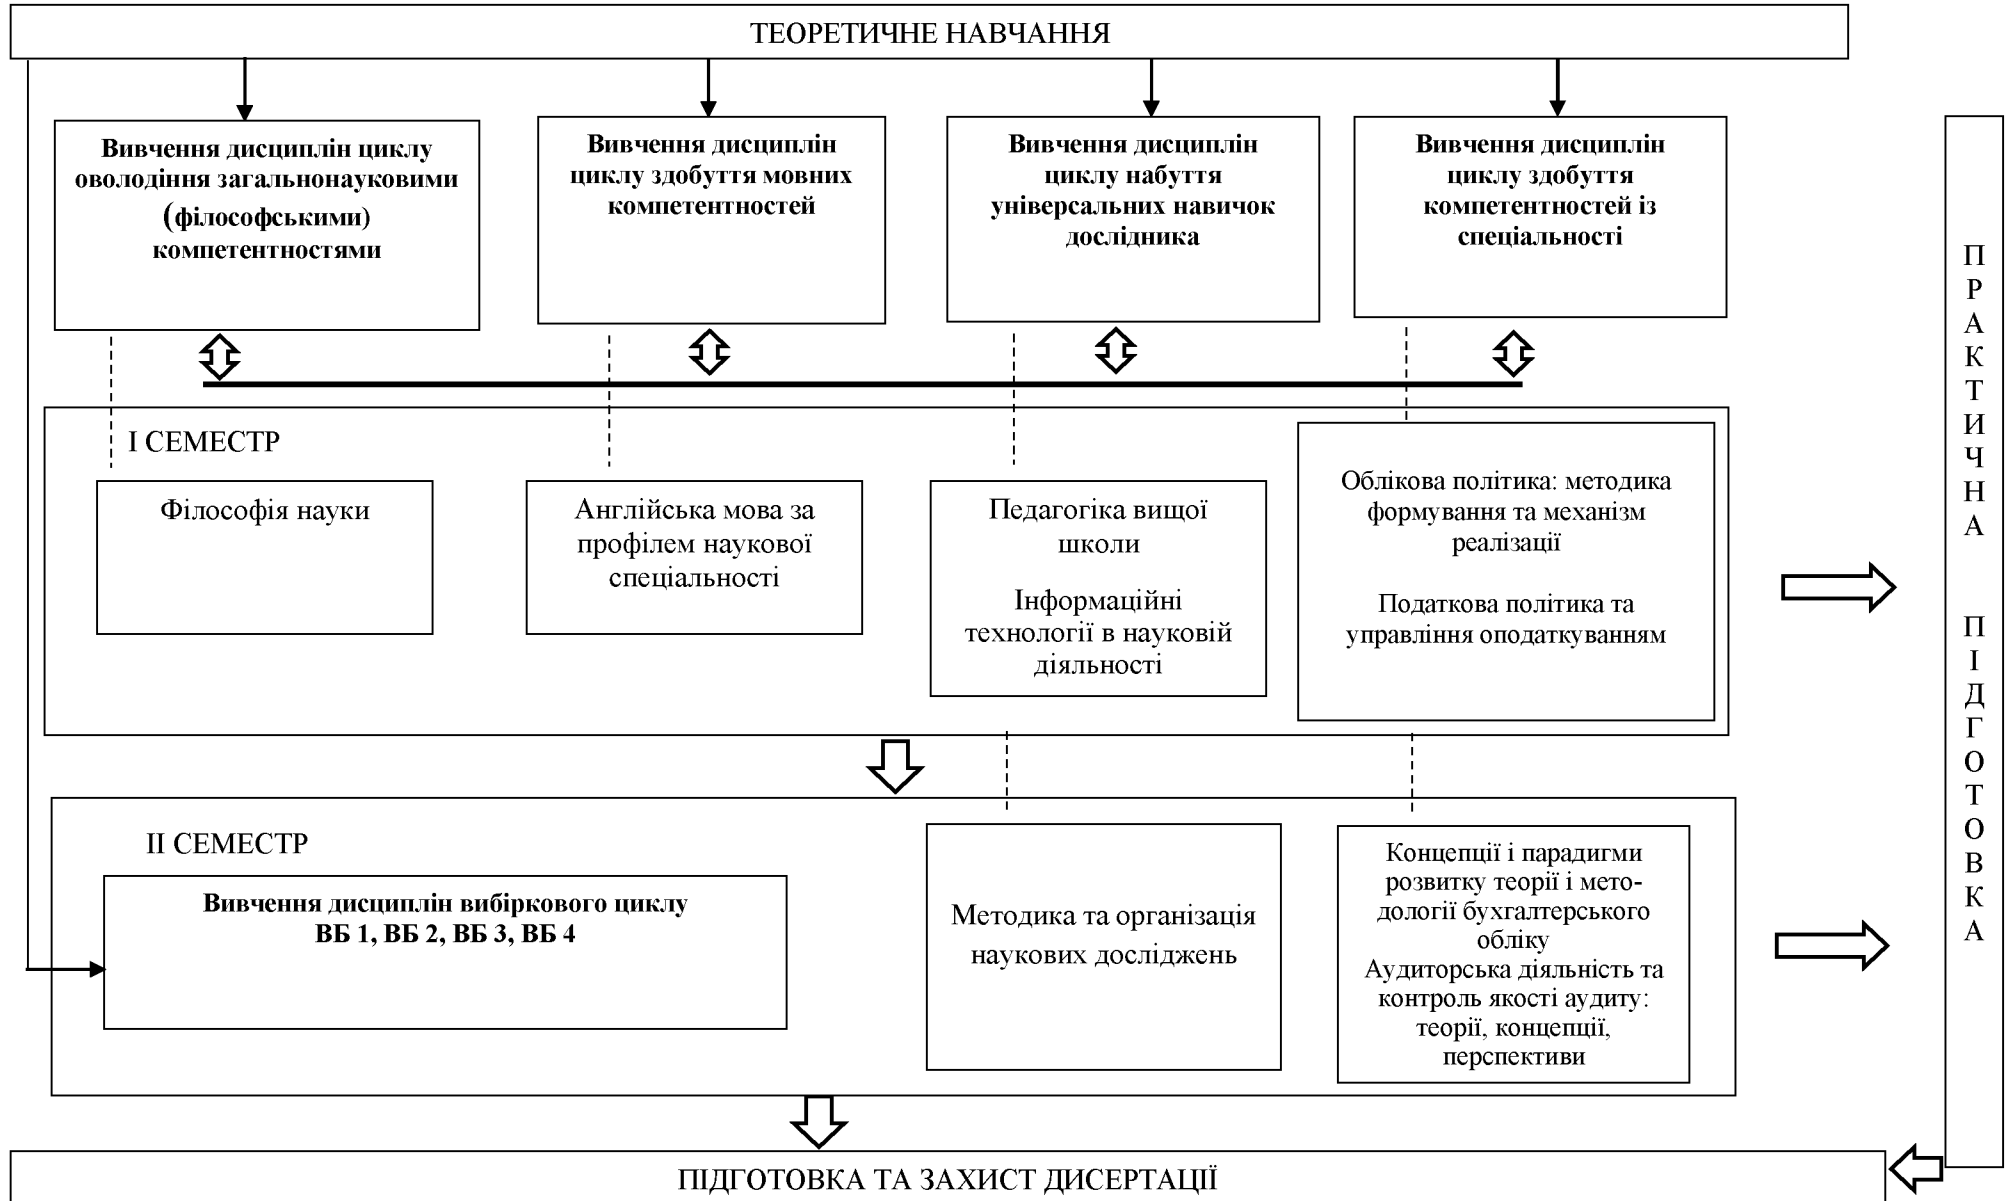 ТЕОРЕТИЧНЕ НАВЧАННЯ
Вивчення дисциплін циклу
оволодіння загальнонауковими
(філософськими)
компетентностями
Вивчення дисциплін
циклу здобуття мовних
компетентностей
Вивчення дисциплін
циклу набуття
універсальних навичок
дослідника
Вивчення дисциплін
циклу здобуття
компетентностей із
спеціальності
І СЕМЕСТР
Філософія науки
Англійська мова за
профілем наукової
спеціальності
Педагогіка вищої
школи
Інформаційні
технології в науковій
діяльності
Облікова політика: методика
формування та механізм
реалізації
Податкова політика та
управління оподаткуванням
ІІ СЕМЕСТР
Вивчення дисциплін вибіркового циклу
ВБ 1, ВБ 2, ВБ 3, ВБ 4
Методика та організація
наукових досліджень
Концепції і парадигми
розвитку теорії і мето-
дології бухгалтерського
обліку
Аудиторська діяльність та
контроль якості аудиту:
теорії, концепції,
перспективи
ПРАКТИЧНА ПІДГОТОВКА
ПІДГОТОВКА ТА ЗАХИСТ ДИСЕРТАЦІЇ